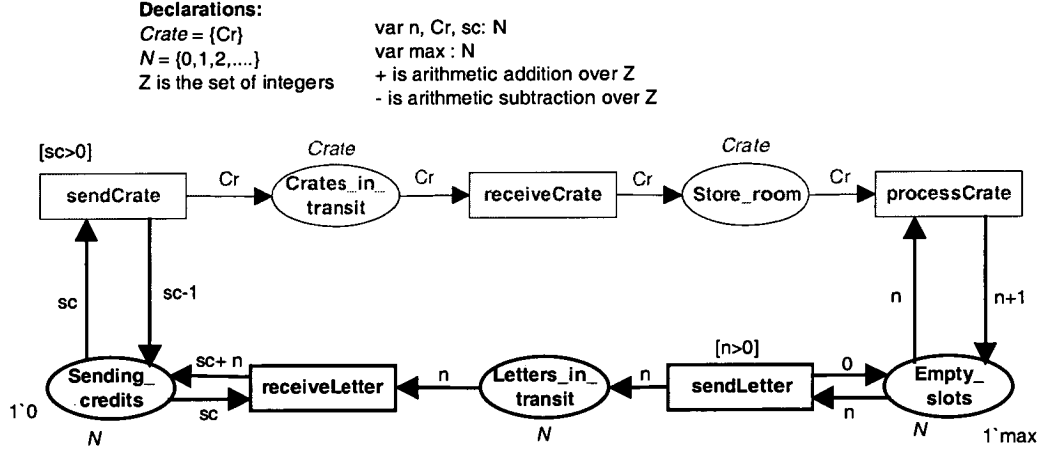 Declarations:
Crate = {Cr}
N = {0,1,2,....}
Z is the set of integers
var n, Cr, sc: N
var max : N
+ is arithmetic addition over Z
- is arithmetic subtraction over Z
[sc>0]
Crate
Crate
sendCrate
Cr
Crates_in_
transit
Cr
receiveCrate
Cr
Store_room
Cr
processCrate
sc
sc-1
n
n+1
[n>0]
Sending_
credits
sc+ n
sc
receiveLetter
n
Letters_in_
transit
n
sendLetter
0
n
Empty_
slots
1`0
N
N
N
1`max